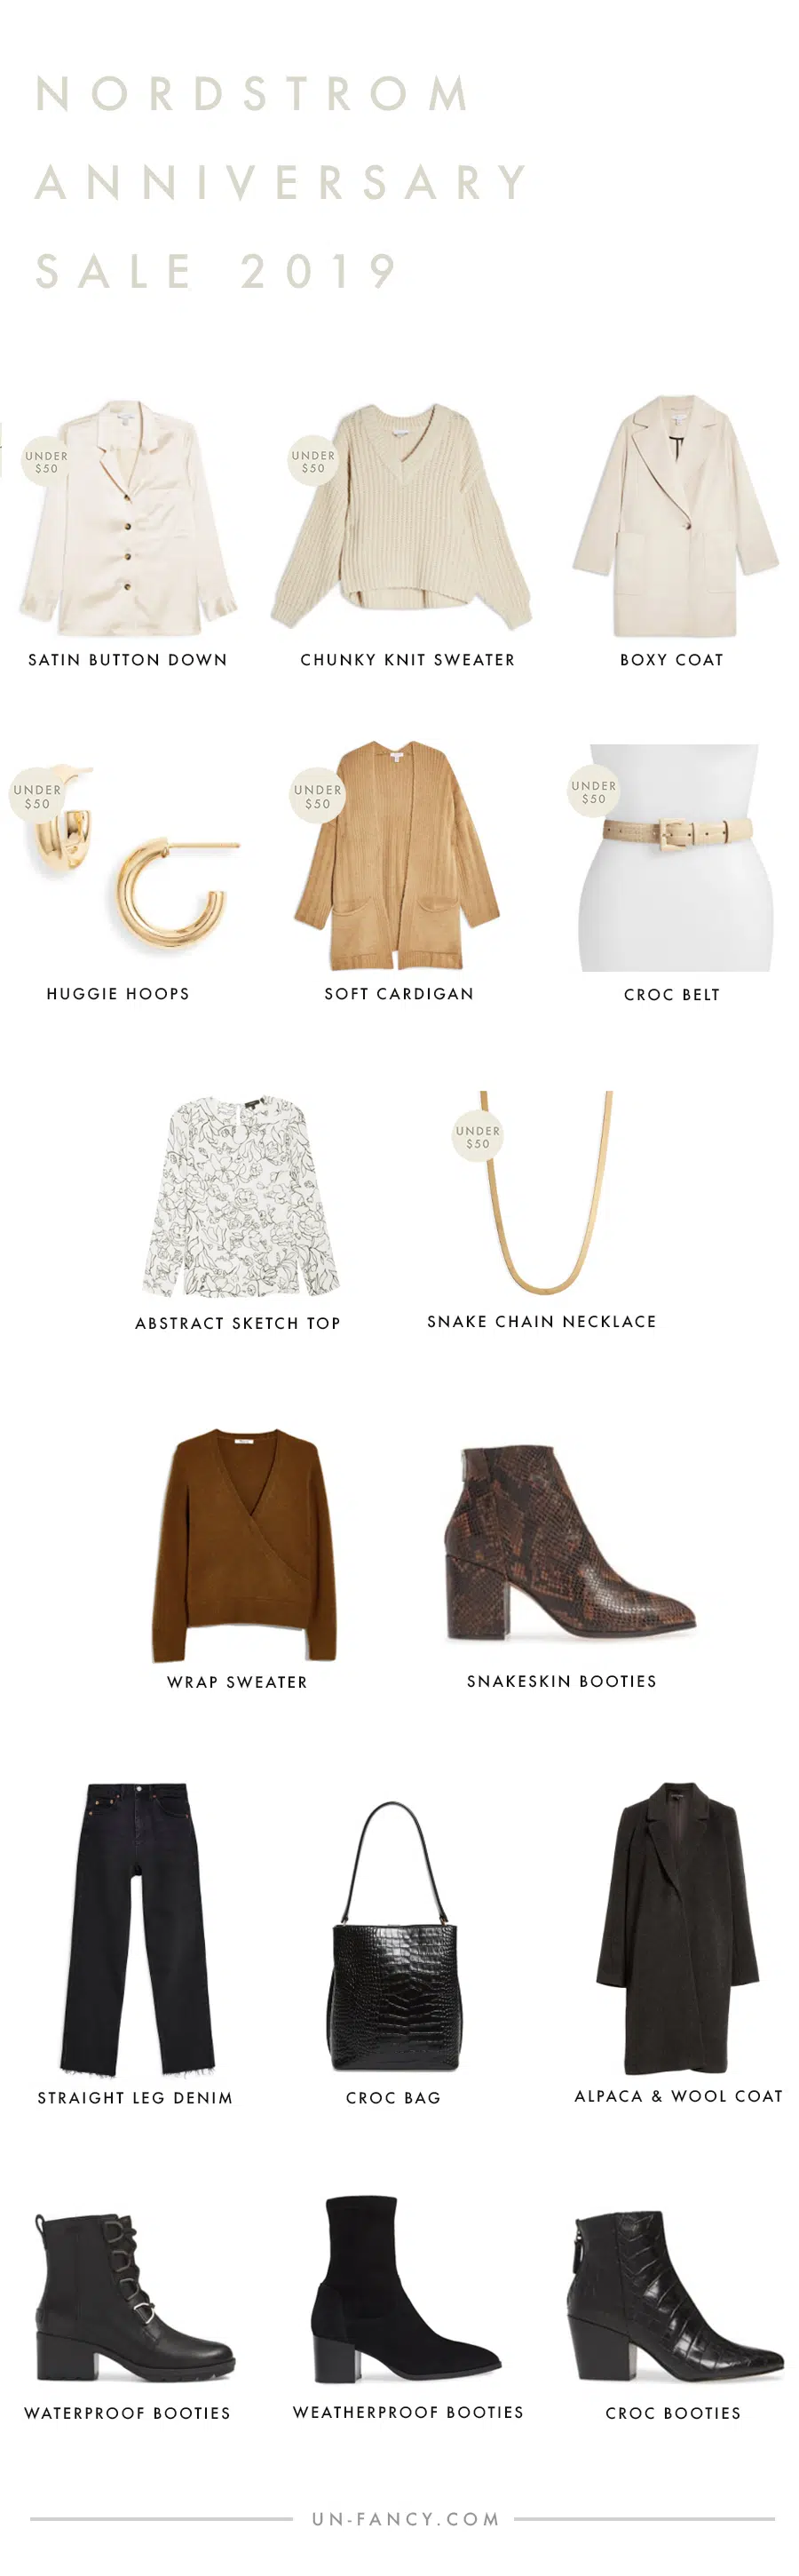 NORDSTROM
ANNIVERSARY
SALE 2019
UNDER
$50
UNDER
$50
SATIN BUTTON DOWN
CHUNKY KNIT SWEATER
BOXY COAT
UNDER
$50
UNDER
$50
UNDER
$50
HUGGIE HOOPS
SOFT CARDIGAN
CROC BELT
UNDER
$50
ABSTRACT SKETCH TOP
SNAKE CHAIN NECKLACE
WRAP SWEATER
SNAKESKIN BOOTIES
STRAIGHT LEG DENIM
CROC BAG
ALPACA & WOOL COAT
WATERPROOF BOOTIES
WEATHERPROOF BOOTIES
CROC BOOTIES
UN-FANCY.COM